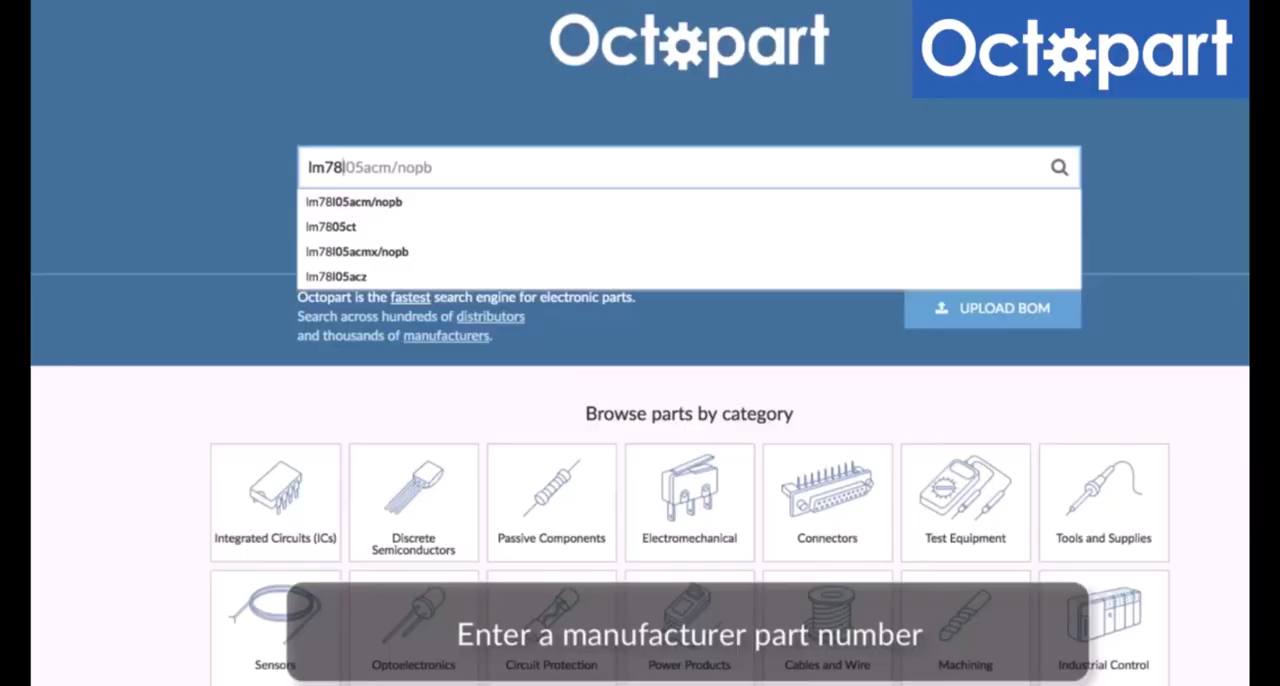 Octopart
Octopart
lm78l05acm/nopb
lm78l05acm/nopb
lm7805ct
lm78l05acmx/nopb
lm78l05acz
Octopart is the fastest search engine for electronic parts.
Search across hundreds of distributors
and thousands of manufacturers.
UPLOAD BOM
Browse parts by category
Integrated Circuits (ICs)
Discrete
Semiconductors
Passive Components
Electromechanical
Connectors
Test Equipment
Tools and Supplies
Enter a manufacturer part number
Sensors
Optoelectronics
Circuit Protection
Power Products
Cables and Wire
Machining
Industrial Control